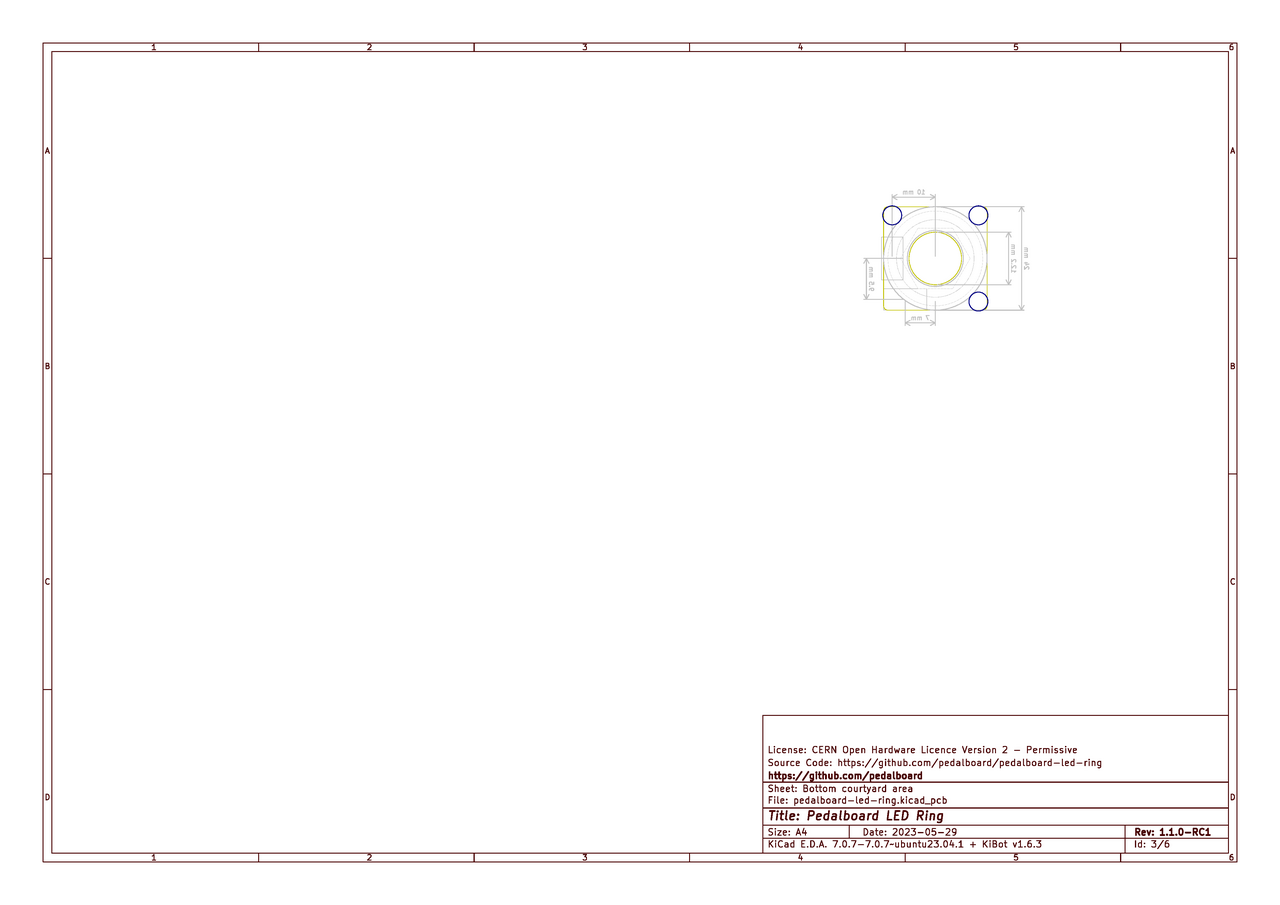 1 2 3 4 5 6
A A
10 mm
13.2 mm
24 mm
9.5 mm
7 mm
B B
C C
License: CERN Open Hardware Licence Version 2 - Permissive
Source Code: https://github.com/pedalboard/pedalboard-led-ring
https://github.com/pedalboard
Sheet: Bottom courtyard area
D D
File: pedalboard-led-ring.kicad_pcb
Title: Pedalboard LED Ring
Size: A4 Date: 2023-05-29 Rev: 1.1.0-RC1
KiCad E.D.A. 7.0.7-7.0.7~ubuntu23.04.1 + KiBot v1.6.3 Id: 3/6
1 2 3 4 5 6